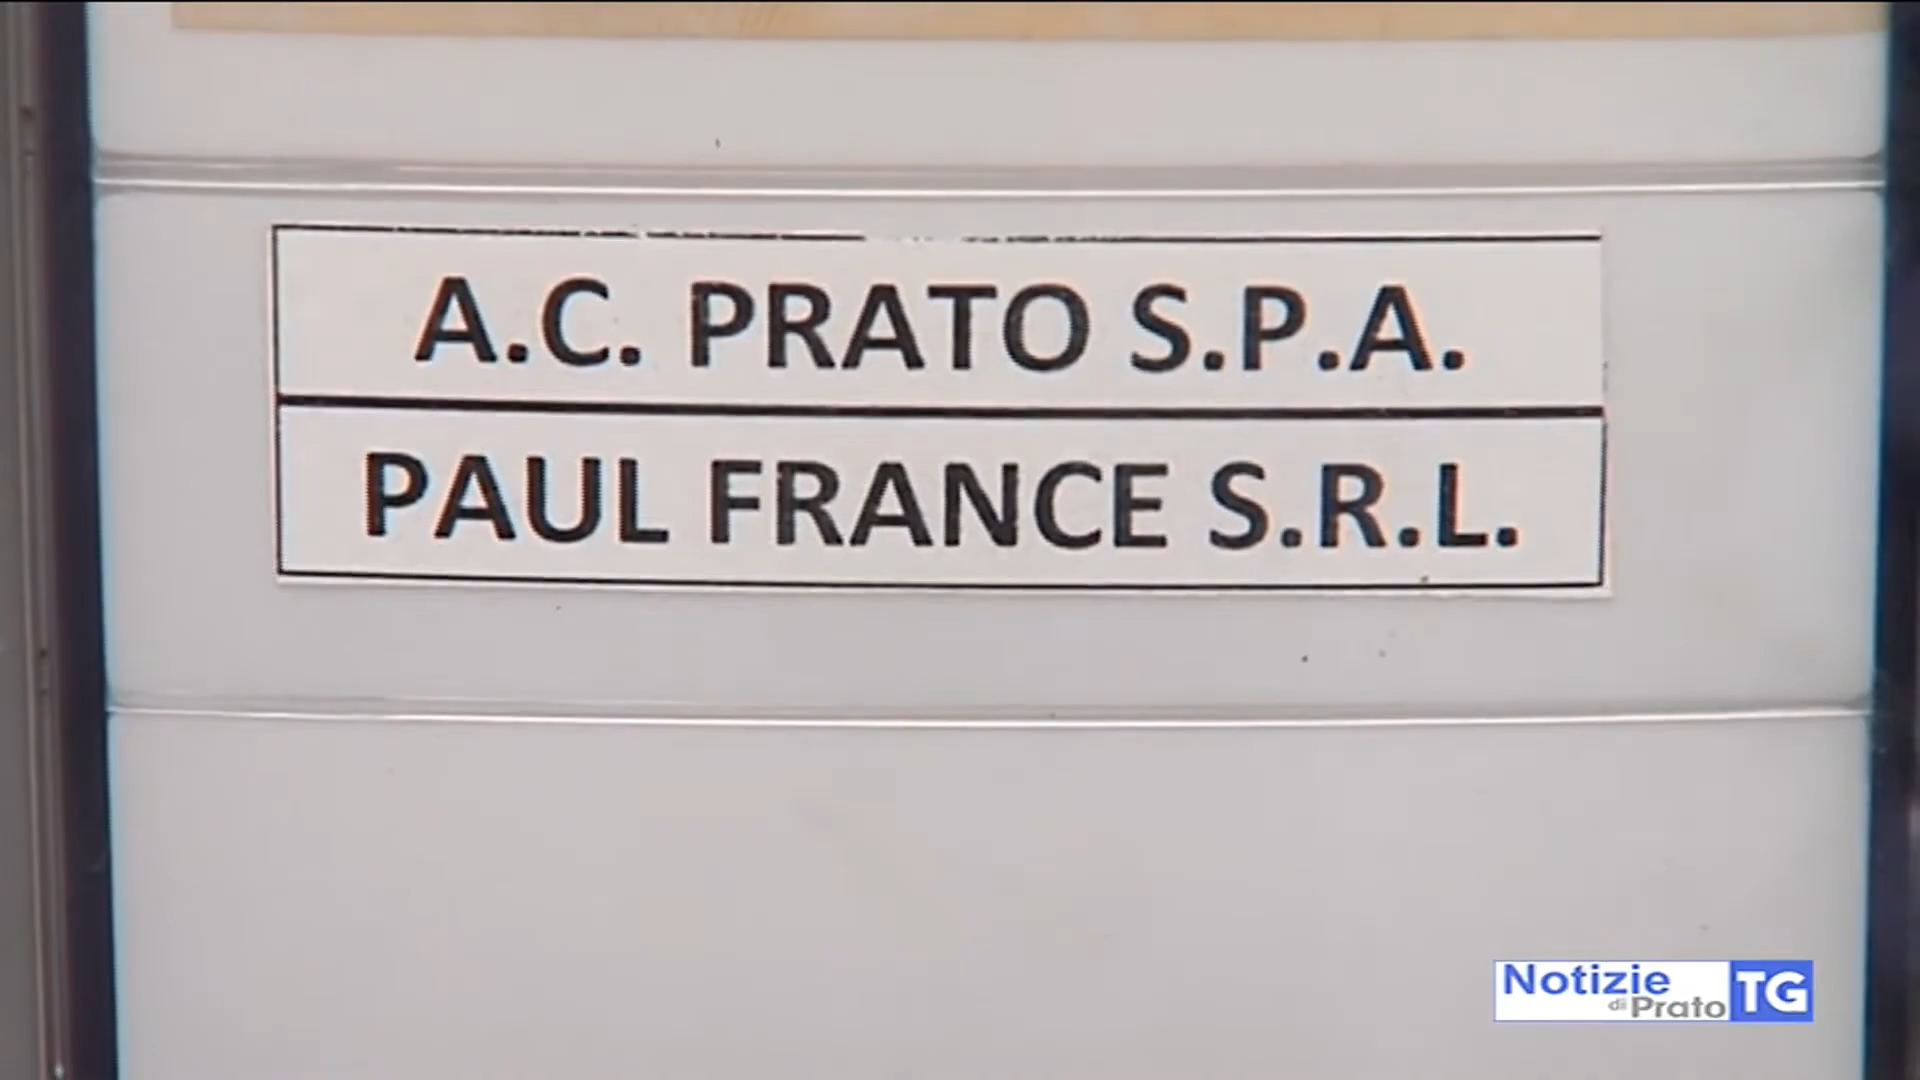 A.C. PRATO S.P.A.
PAUL FRANCE S.R.L.
Notizie
di Prato TG